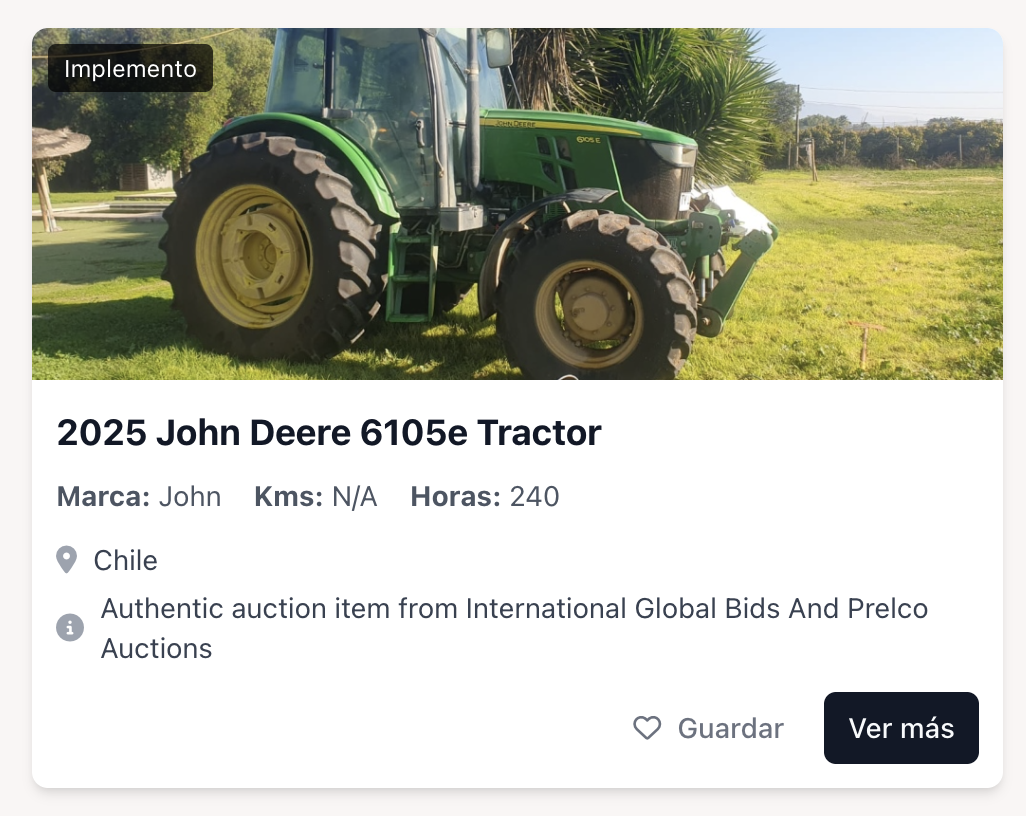 Implemento
JOHN DEERE
6105 E
2025 John Deere 6105e Tractor
Marca: John Kms: N/A Horas: 240
Chile
Authentic auction item from International Global Bids And Prelco
Auctions
Guardar Ver más